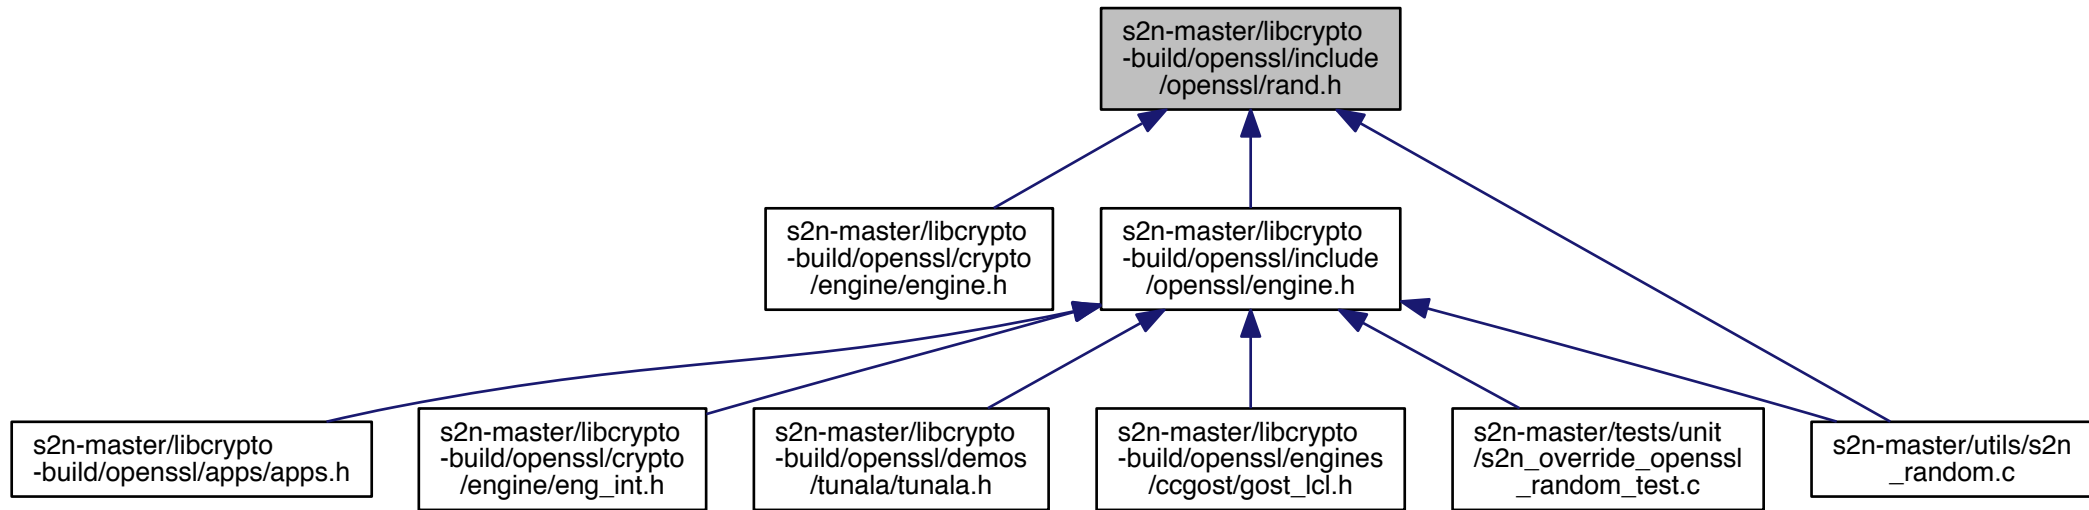 s2n-master/libcrypto
-build/openssl/include
/openssl/rand.h
s2n-master/libcrypto
-build/openssl/crypto
/engine/engine.h
s2n-master/libcrypto
-build/openssl/include
/openssl/engine.h
s2n-master/libcrypto
-build/openssl/apps/apps.h
s2n-master/libcrypto
-build/openssl/crypto
/engine/eng_int.h
s2n-master/libcrypto
-build/openssl/demos
/tunala/tunala.h
s2n-master/libcrypto
-build/openssl/engines
/ccgost/gost_lcl.h
s2n-master/tests/unit
/s2n_override_openssl
_random_test.c
s2n-master/utils/s2n
_random.c